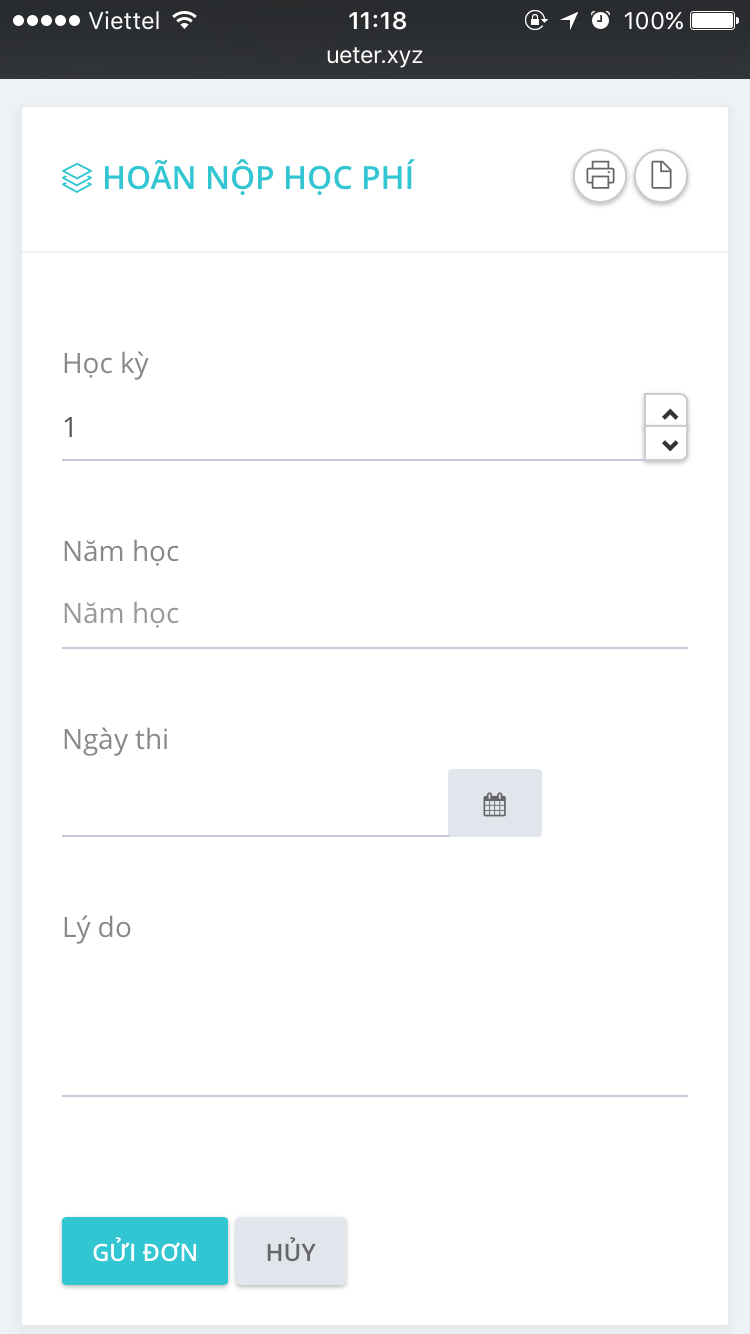 Viettel 11:18 100%
ueter.xyz
HOÃN NỘP HỌC PHÍ
Học kỳ
1
Năm học
Năm học
Ngày thi
Lý do
GỬI ĐƠN HỦY